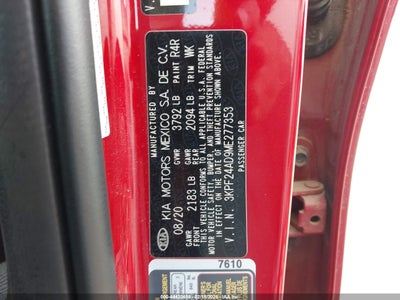 MANUFACTURED BY
KIA MOTORS MEXICO S.A. DE C.V.
08/20 GVWR 3792 LB PAINT R4R
GAWR FRONT 2183 LB GAWR REAR 2094 LB TRIM WK
THIS VEHICLE CONFORMS TO ALL APPLICABLE U.S.A. FEDERAL
MOTOR VEHICLE SAFETY, BUMPER, AND THEFT PREVENTION STANDARDS
IN EFFECT ON THE DATE OF MANUFACTURE SHOWN ABOVE.
V.I.N. 3KPF24AD9ME277353
PASSENGER CAR
KIA
7610